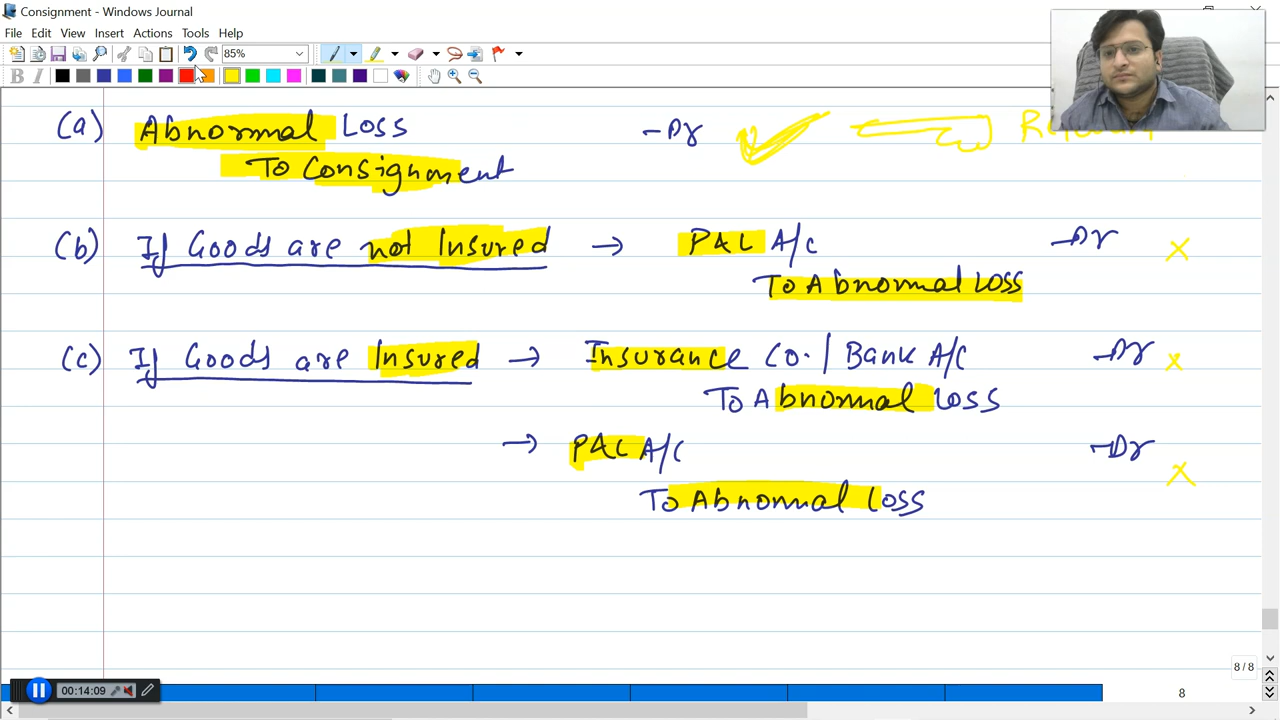 Consignment - Windows Journal
File Edit View Insert Actions Tools Help
85%
B I
(a) Abnormal Loss -Dr
To Consignment
(b) If Goods are not Insured → P&L A/c -Dr ×
To Abnormal Loss
(c) If Goods are Insured → Insurance Co. / Bank A/c -Dr ×
To Abnormal Loss
→ P&L A/c -Dr ×
To Abnormal Loss
8 / 8
00:14:09
8